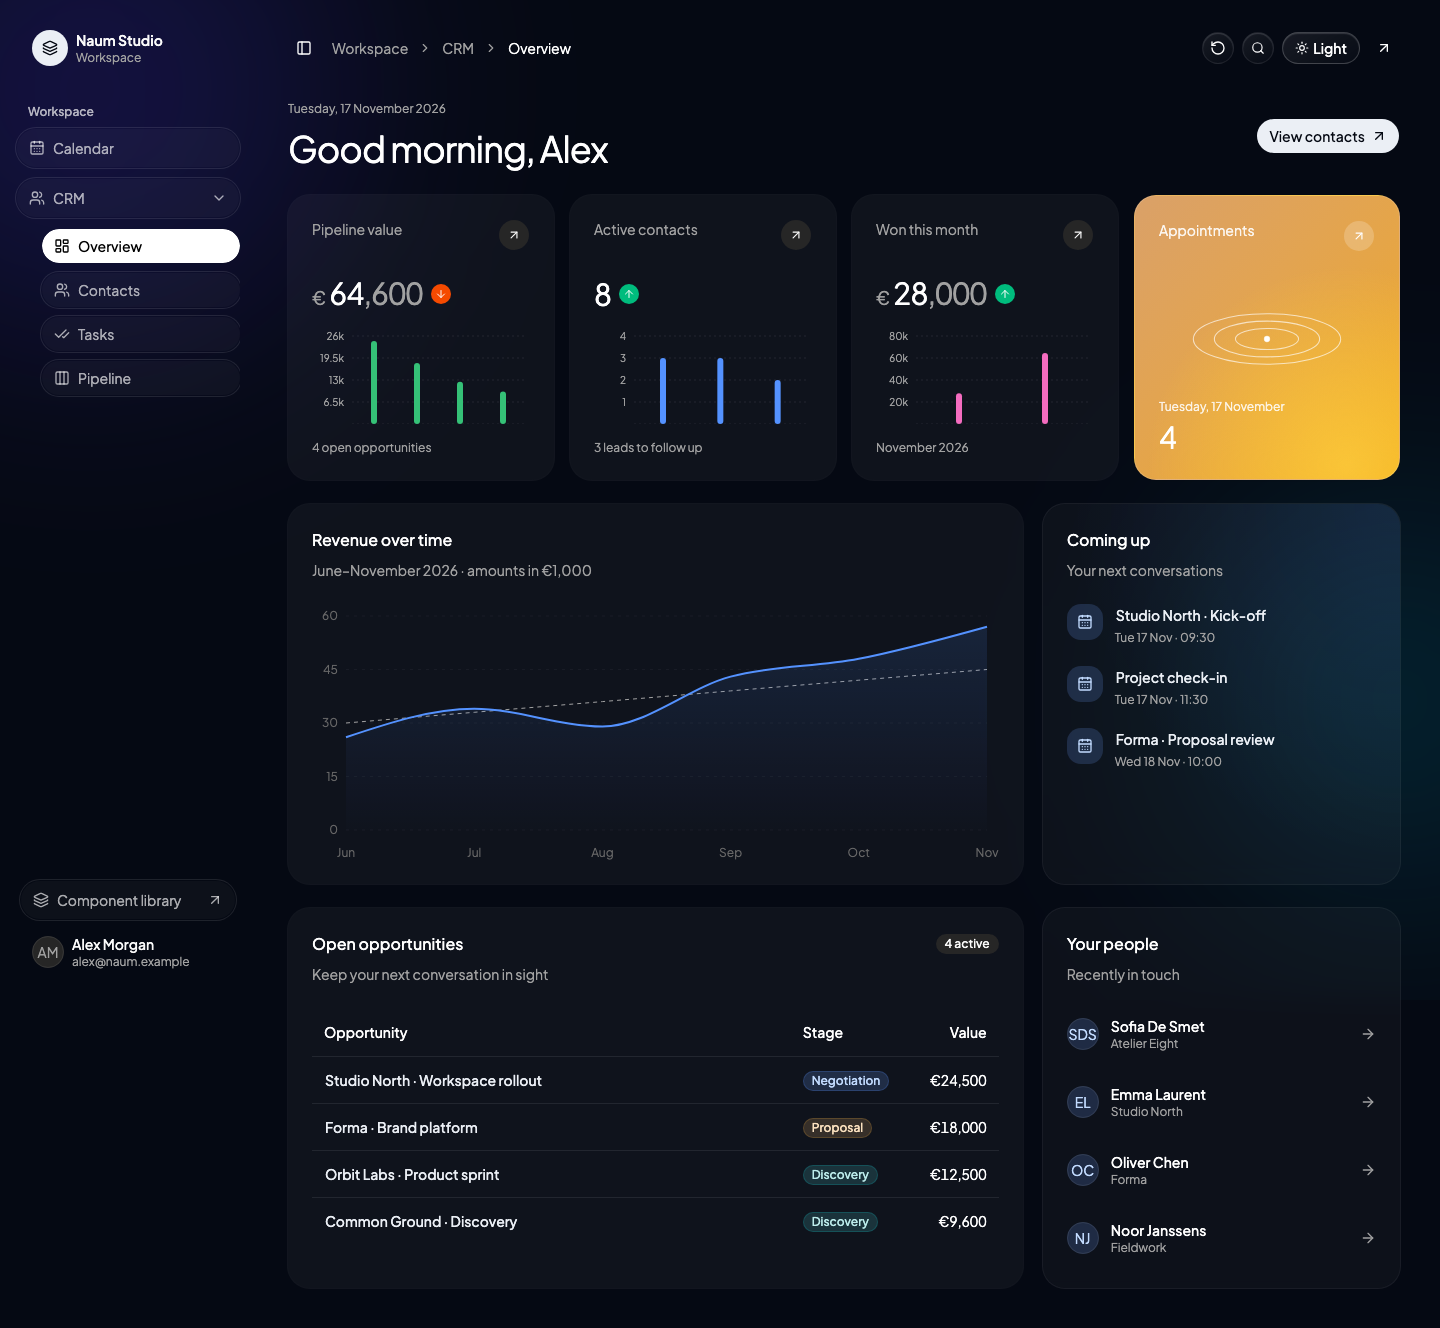 Naum Studio
Workspace
Workspace
Calendar
CRM
Overview
Contacts
Tasks
Pipeline
Component library
AM
Alex Morgan
alex@naum.example
Workspace > CRM > Overview
Light
Tuesday, 17 November 2026
Good morning, Alex
View contacts
Pipeline value
€ 64,600
26k
19.5k
13k
6.5k
4 open opportunities
Active contacts
8
4
3
2
1
3 leads to follow up
Won this month
€ 28,000
80k
60k
40k
20k
November 2026
Appointments
Tuesday, 17 November
4
Revenue over time
June–November 2026 · amounts in €1,000
60
45
30
15
0
Jun Jul Aug Sep Oct Nov
Coming up
Your next conversations
Studio North · Kick-off
Tue 17 Nov · 09:30
Project check-in
Tue 17 Nov · 11:30
Forma · Proposal review
Wed 18 Nov · 10:00
Open opportunities
4 active
Keep your next conversation in sight
Opportunity Stage Value
Studio North · Workspace rollout Negotiation €24,500
Forma · Brand platform Proposal €18,000
Orbit Labs · Product sprint Discovery €12,500
Common Ground · Discovery Discovery €9,600
Your people
Recently in touch
SDS
Sofia De Smet
Atelier Eight
EL
Emma Laurent
Studio North
OC
Oliver Chen
Forma
NJ
Noor Janssens
Fieldwork